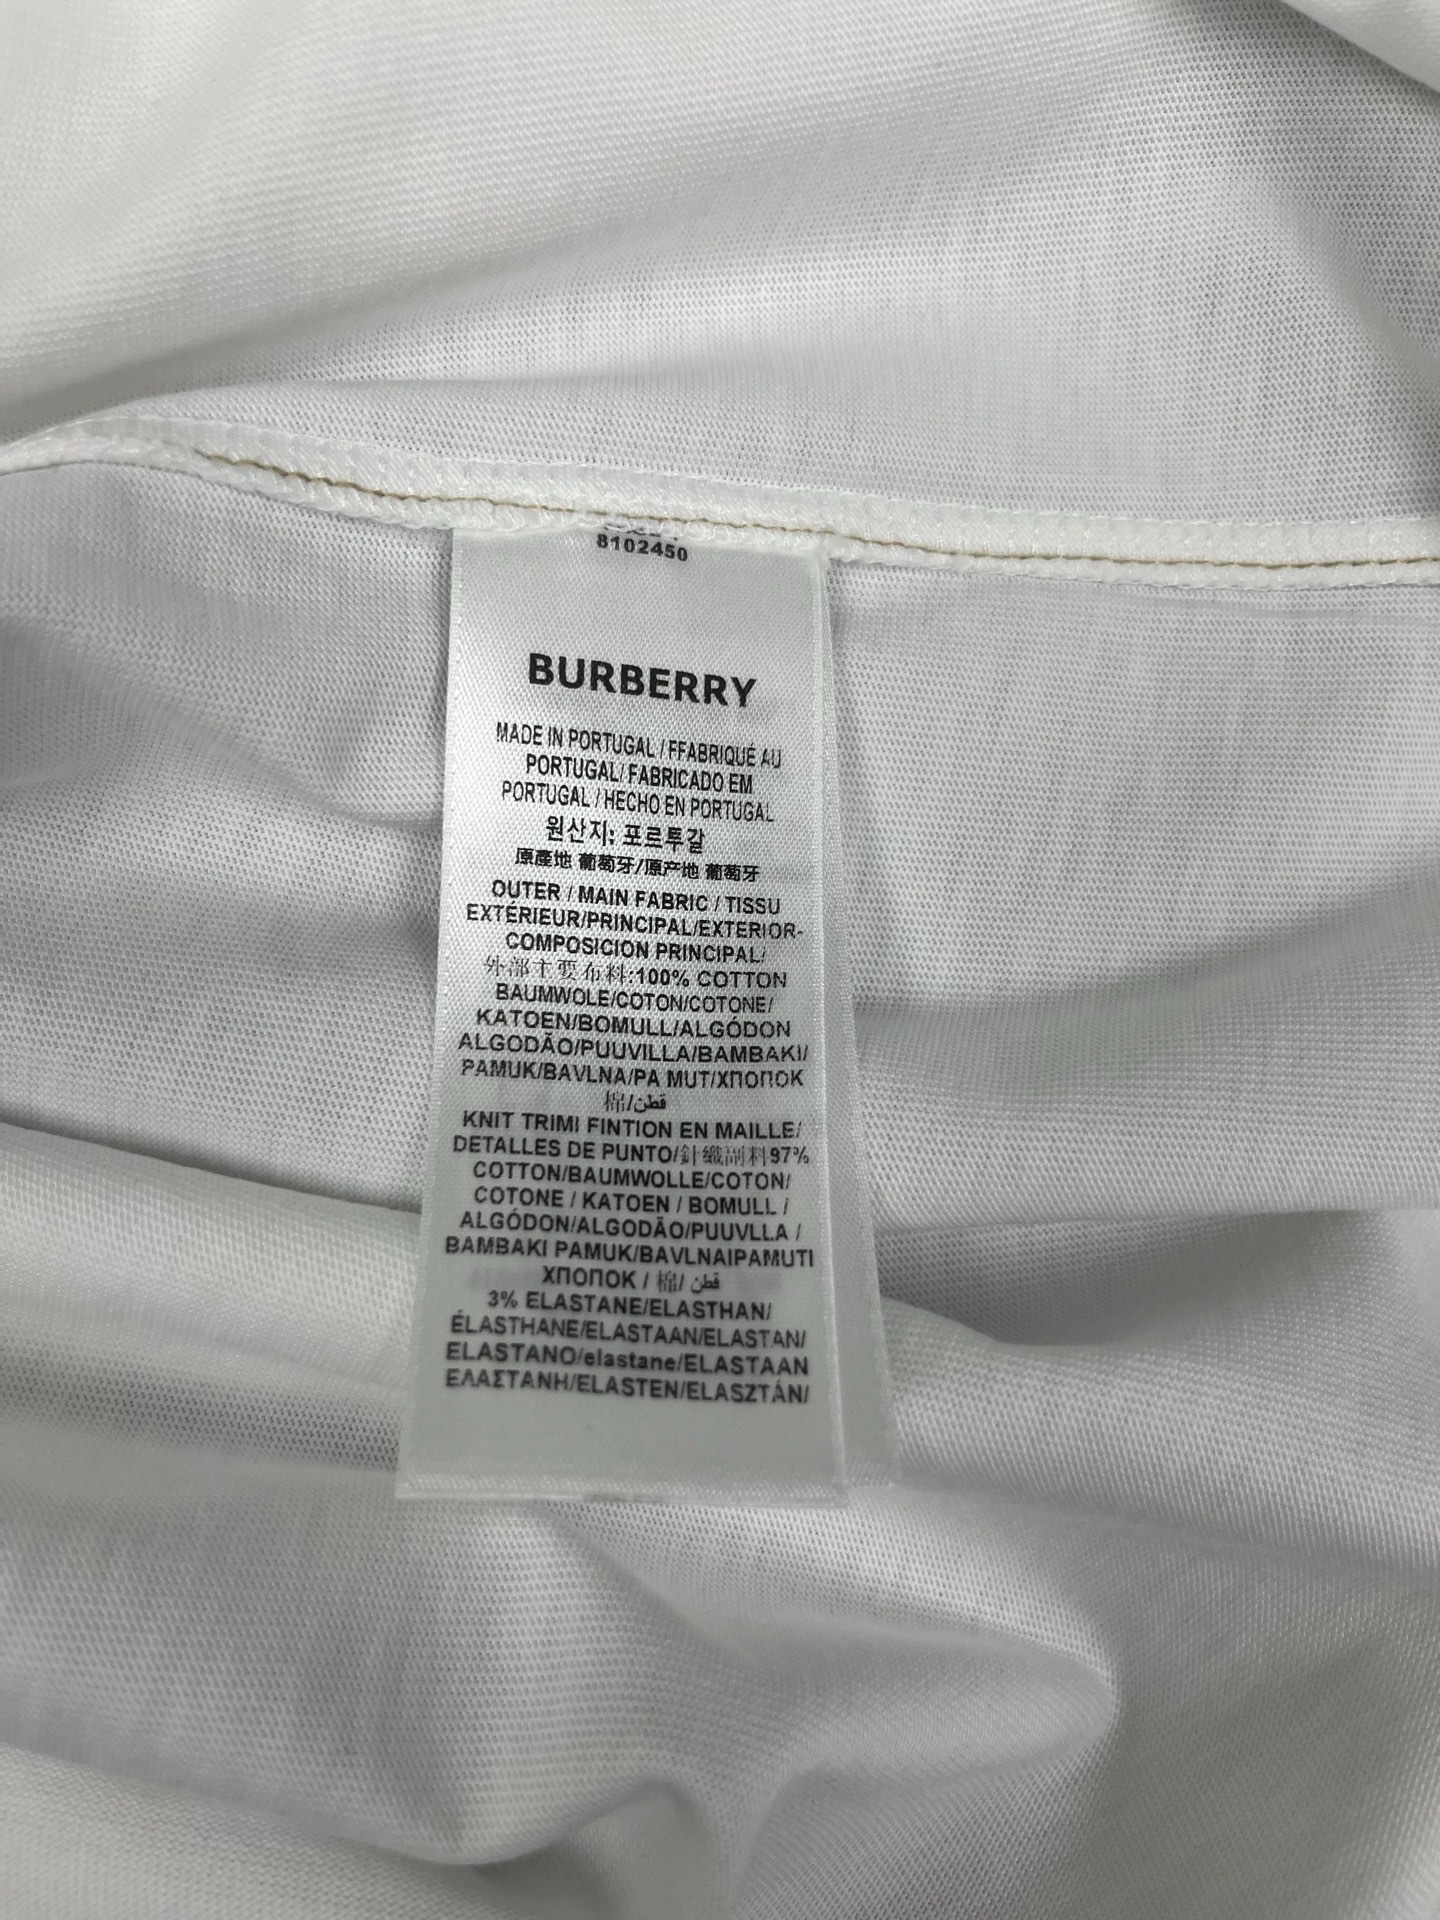 8102450
BURBERRY
MADE IN PORTUGAL / FFABRIQUÉ AU
PORTUGAL/ FABRICADO EM
PORTUGAL / HECHO EN PORTUGAL
원산지: 포르투갈
原產地 葡萄牙/原产地 葡萄牙
OUTER / MAIN FABRIC / TISSU
EXTÉRIEUR/PRINCIPAL/EXTERIOR-
COMPOSICION PRINCIPAL/
外部主要布料:100% COTTON
BAUMWOLE/COTON/COTONE/
KATOEN/BOMULL/ALGÓDON
ALGODÃO/PUUVILLA/BAMBAKI/
PAMUK/BAVLNA/PA MUT/ХПОПОК
棉/قطن
KNIT TRIMI FINTION EN MAILLE/
DETALLES DE PUNTO/針織副料97%
COTTON/BAUMWOLLE/COTON/
COTONE / KATOEN / BOMULL /
ALGÓDON/ALGODÃO/PUUVLLA /
BAMBAKI PAMUK/BAVLNAIPAMUTI
ХПОПОК / 棉/ قطن
3% ELASTANE/ELASTHAN/
ÉLASTHANE/ELASTAAN/ELASTAN/
ELASTANO/elastane/ELASTAAN
ΕΛΑΣΤΑΝΗ/ELASTEN/ELASZTÁN/